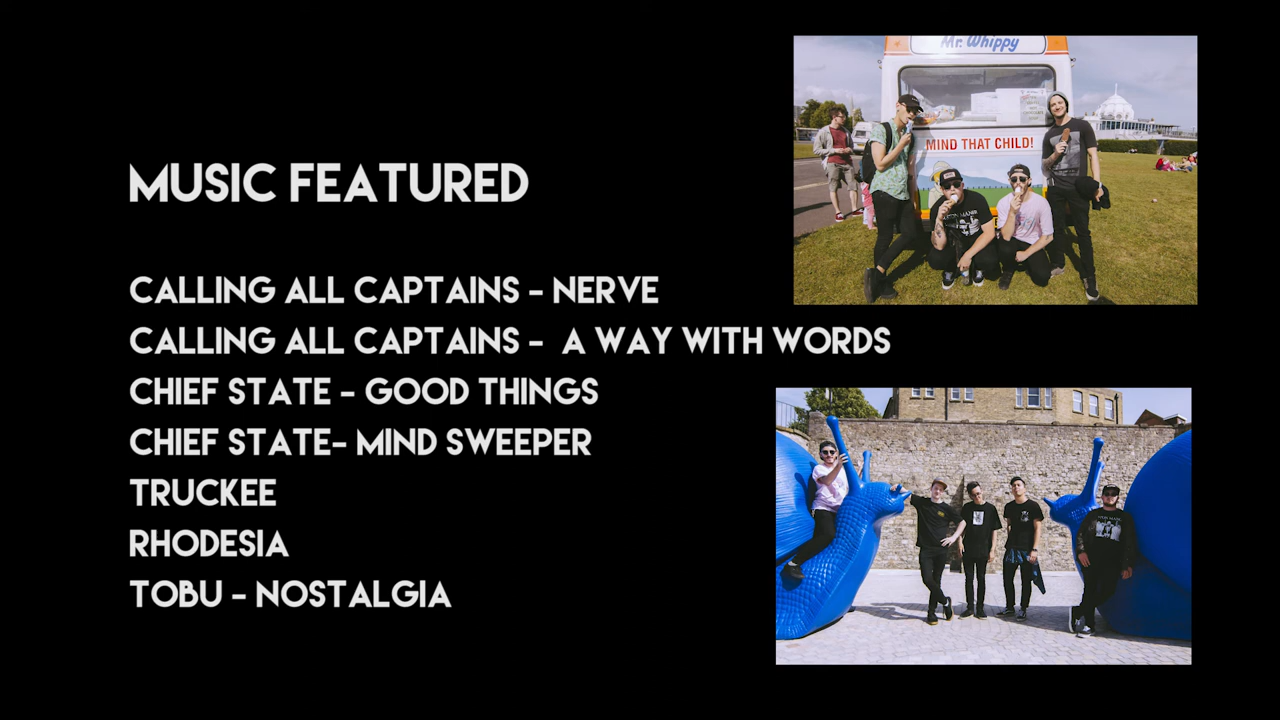 MUSIC FEATURED
CALLING ALL CAPTAINS - NERVE
CALLING ALL CAPTAINS - A WAY WITH WORDS
CHIEF STATE - GOOD THINGS
CHIEF STATE- MIND SWEEPER
TRUCKEE
RHODESIA
TOBU - NOSTALGIA
Mr. Whippy
MIND THAT CHILD!